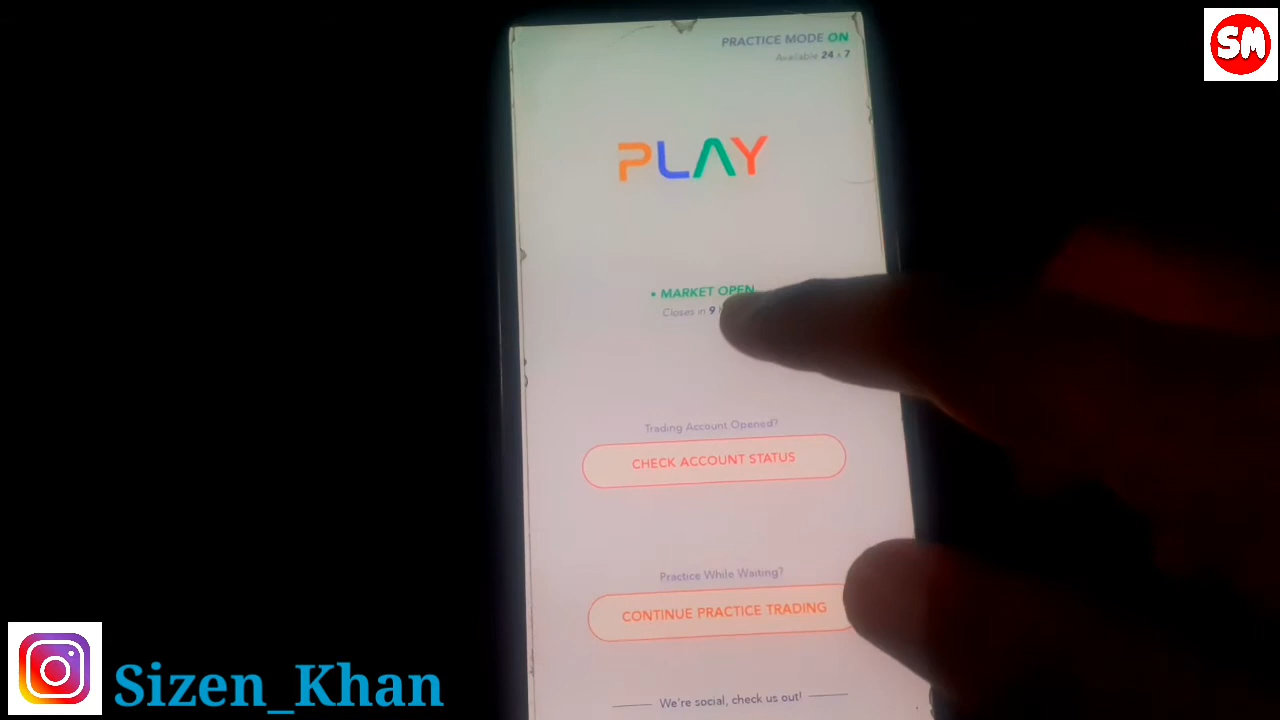 PRACTICE MODE ON
Available 24 x 7
SM
PLAY
• MARKET OPEN
Closes in 9
Trading Account Opened?
CHECK ACCOUNT STATUS
Practice While Waiting?
CONTINUE PRACTICE TRADING
We're social, check us out!
Sizen_Khan